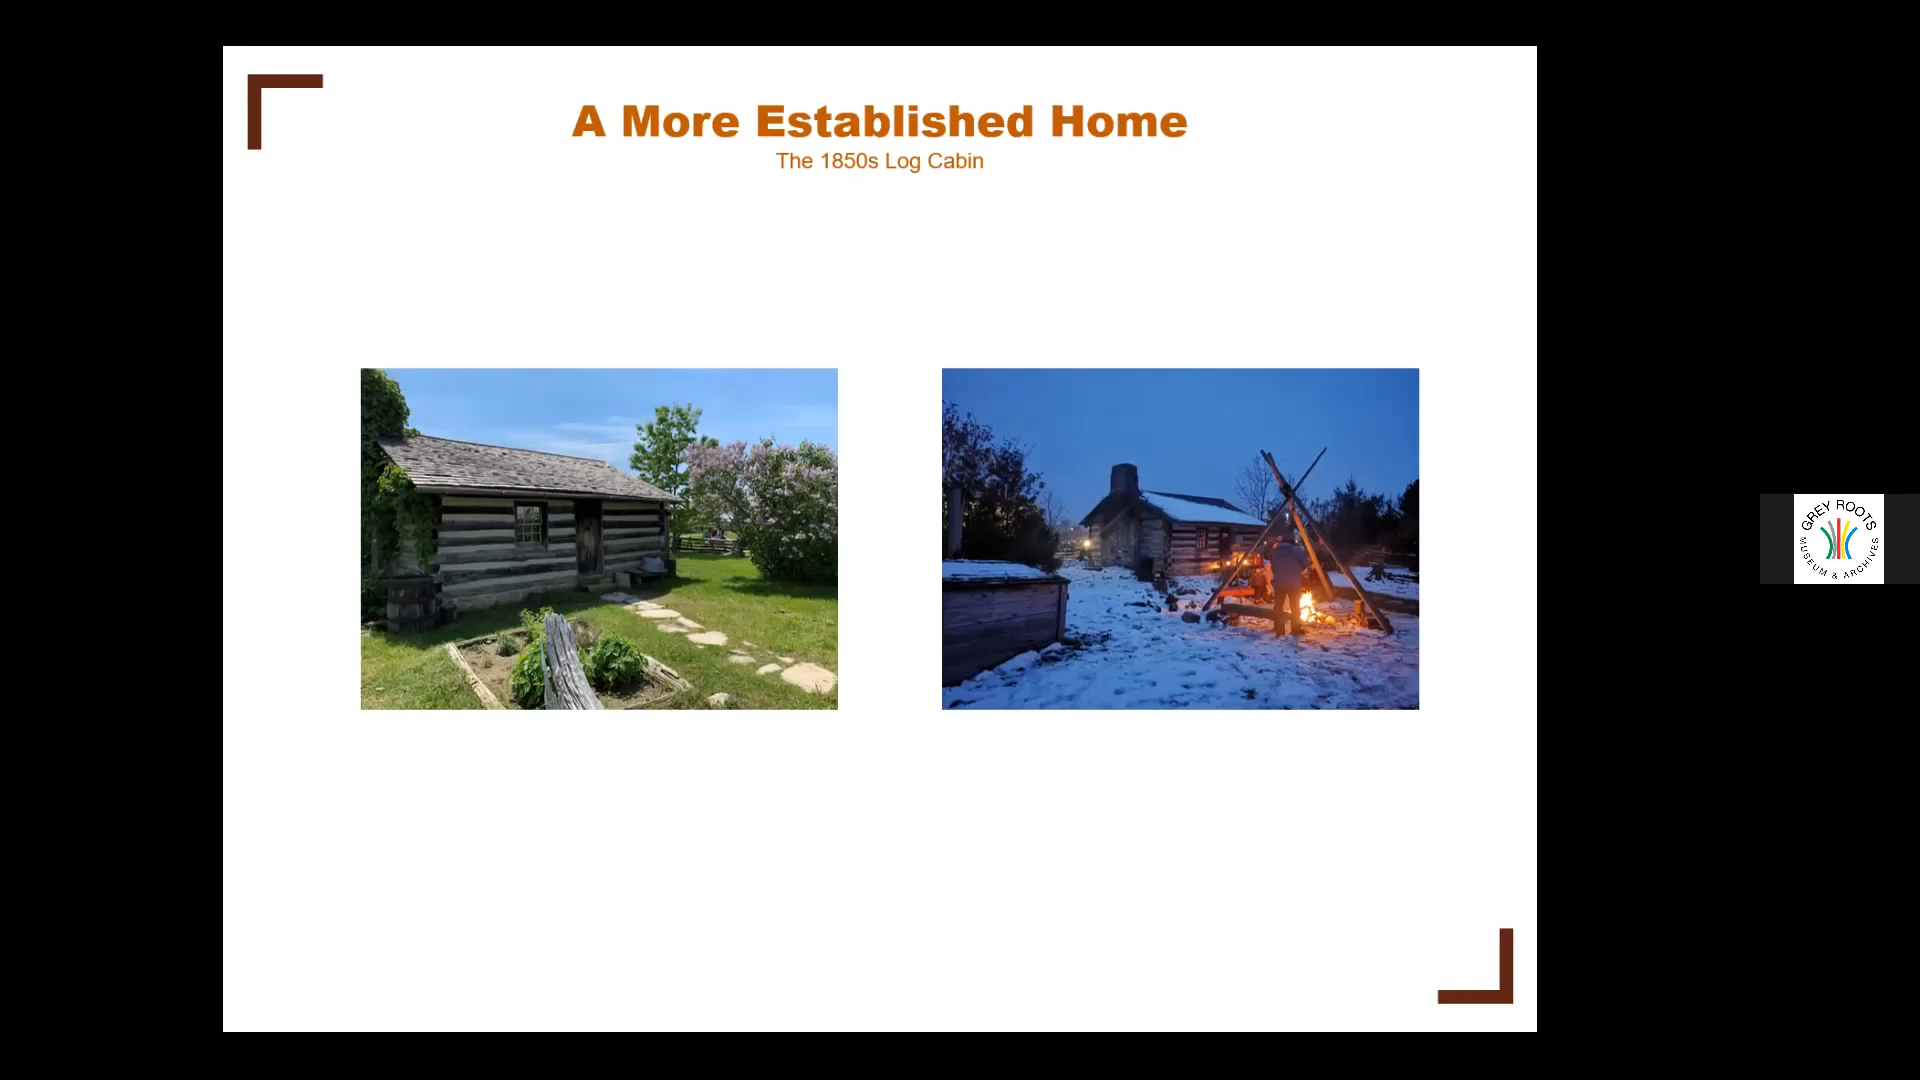 A More Established Home
The 1850s Log Cabin
GREY ROOTS
MUSEUM & ARCHIVES